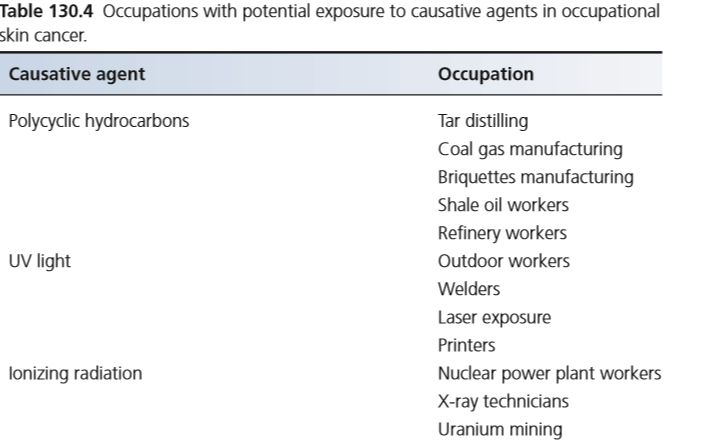 Table 130.4 Occupations with potential exposure to causative agents in occupational
skin cancer.
Causative agent Occupation
Polycyclic hydrocarbons Tar distilling
Coal gas manufacturing
Briquettes manufacturing
Shale oil workers
Refinery workers
UV light Outdoor workers
Welders
Laser exposure
Printers
Ionizing radiation Nuclear power plant workers
X-ray technicians
Uranium mining